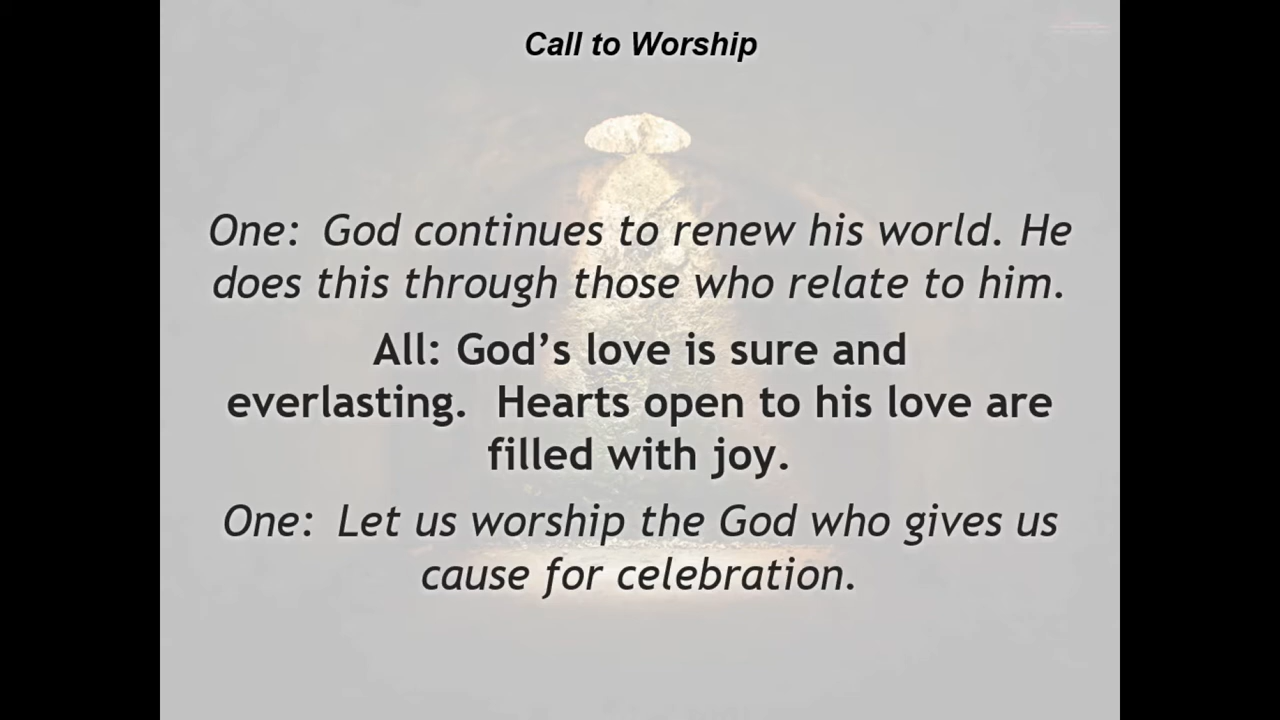 Call to Worship
One:  God continues to renew his world. He
does this through those who relate to him.
All: God’s love is sure and
everlasting.  Hearts open to his love are
filled with joy.
One:  Let us worship the God who gives us
cause for celebration.